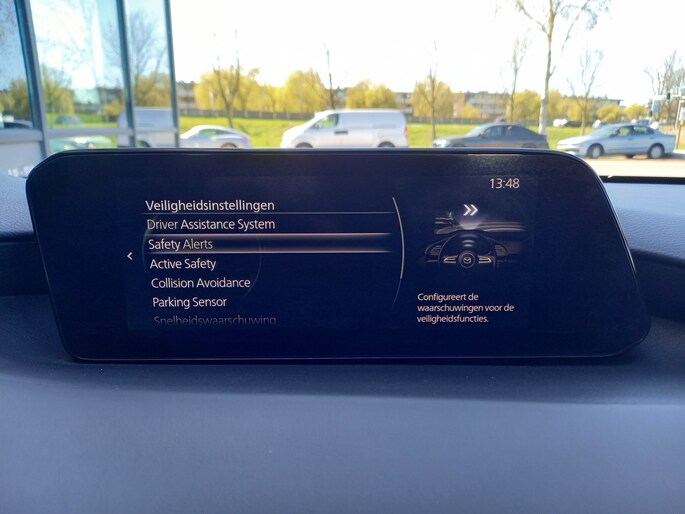 13:48
Veiligheidsinstellingen
Driver Assistance System
Safety Alerts
Active Safety
Collision Avoidance
Parking Sensor
Snelheidswaarschuwing
Configureert de
waarschuwingen voor de
veiligheidsfuncties.